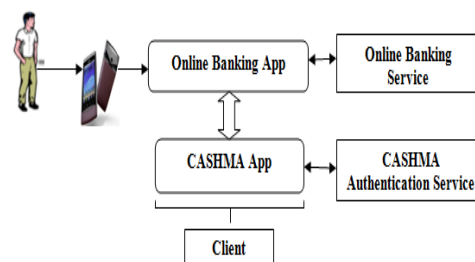 Online Banking App
Online Banking
Service
CASHMA App
CASHMA
Authentication Service
Client